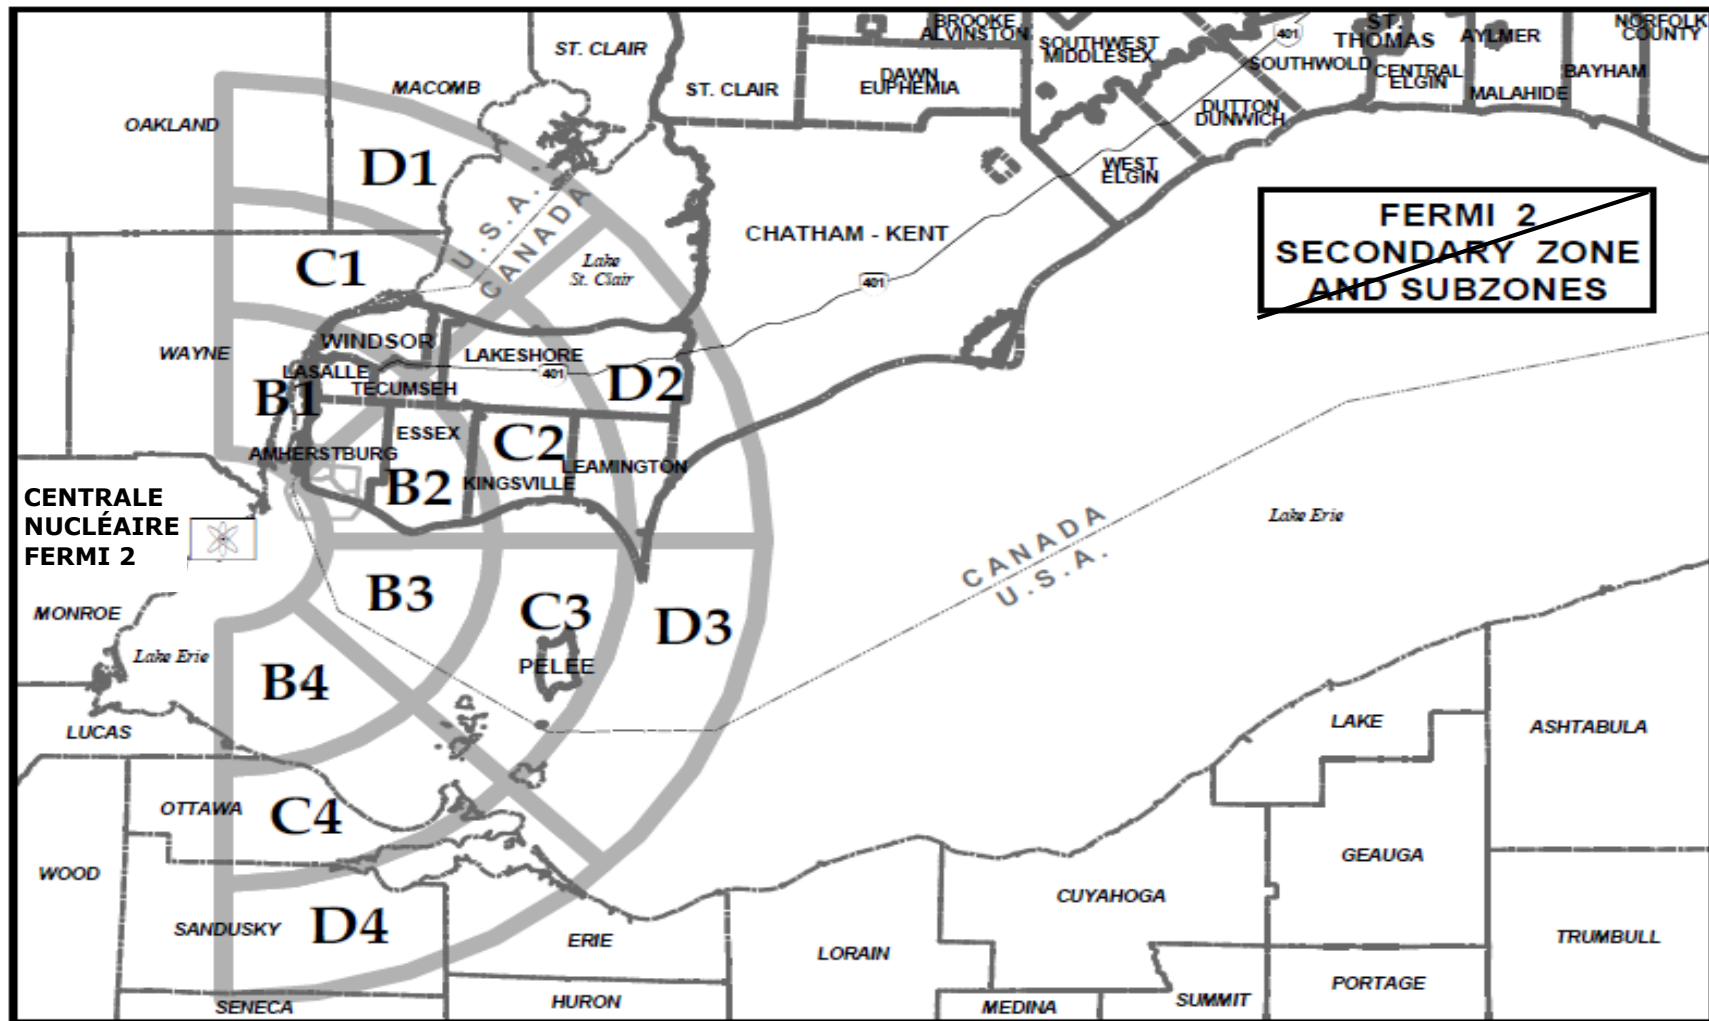 BROOKE
ALVINSTON
NORFOLK
COUNTY
ST.
THOMAS
AYLMER
401
SOUTHWEST
MIDDLESEX
ST. CLAIR
SOUTHWOLD
CENTRAL
ELGIN
BAYHAM
MALAHIDE
MACOMB
ST. CLAIR
DAWN
EUPHEMIA
DUTTON
DUNWICH
OAKLAND
D1
WEST
ELGIN
U.S.A.
CANADA
CHATHAM - KENT
FERMI 2
SECONDARY ZONE
AND SUBZONES
C1
Lake
St. Clair
401
WINDSOR
WAYNE
LAKESHORE
LASALLE
TECUMSEH
401
D2
B1
ESSEX
C2
AMHERSTBURG
LEAMINGTON
B2
KINGSVILLE
CENTRALE
NUCLÉAIRE
FERMI 2
Lake Erie
CANADA
U.S.A.
MONROE
B3
C3
D3
Lake Erie
PELEE
B4
LUCAS
LAKE
ASHTABULA
OTTAWA
C4
GEAUGA
WOOD
CUYAHOGA
SANDUSKY
D4
ERIE
LORAIN
TRUMBULL
PORTAGE
SENECA
HURON
MEDINA
SUMMIT